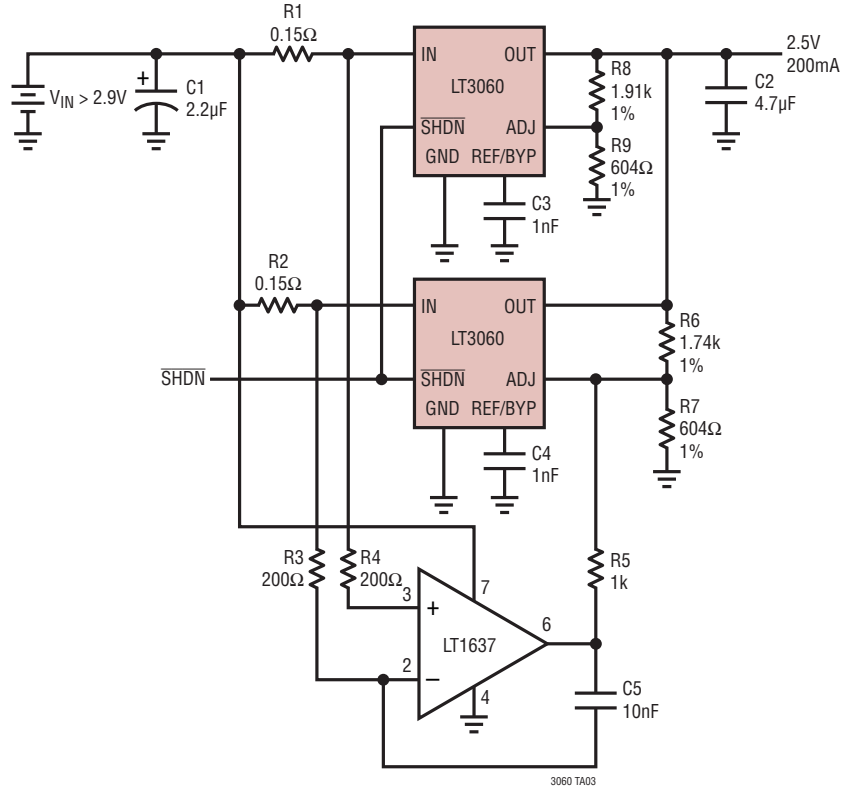 R1
0.15Ω
IN
OUT
LT3060
SHDN
ADJ
GND
REF/BYP
2.5V
200mA
VIN > 2.9V
+
C1
2.2µF
R8
1.91k
1%
R9
604Ω
1%
C2
4.7µF
C3
1nF
R2
0.15Ω
IN
OUT
LT3060
SHDN
SHDN
ADJ
GND
REF/BYP
R6
1.74k
1%
R7
604Ω
1%
C4
1nF
R3
200Ω
R4
200Ω
3
+
7
LT1637
6
2
–
4
R5
1k
C5
10nF
3060 TA03